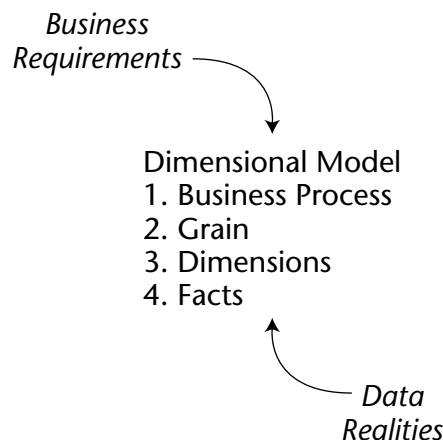 Business
Requirements
Dimensional Model
1. Business Process
2. Grain
3. Dimensions
4. Facts
Data
Realities